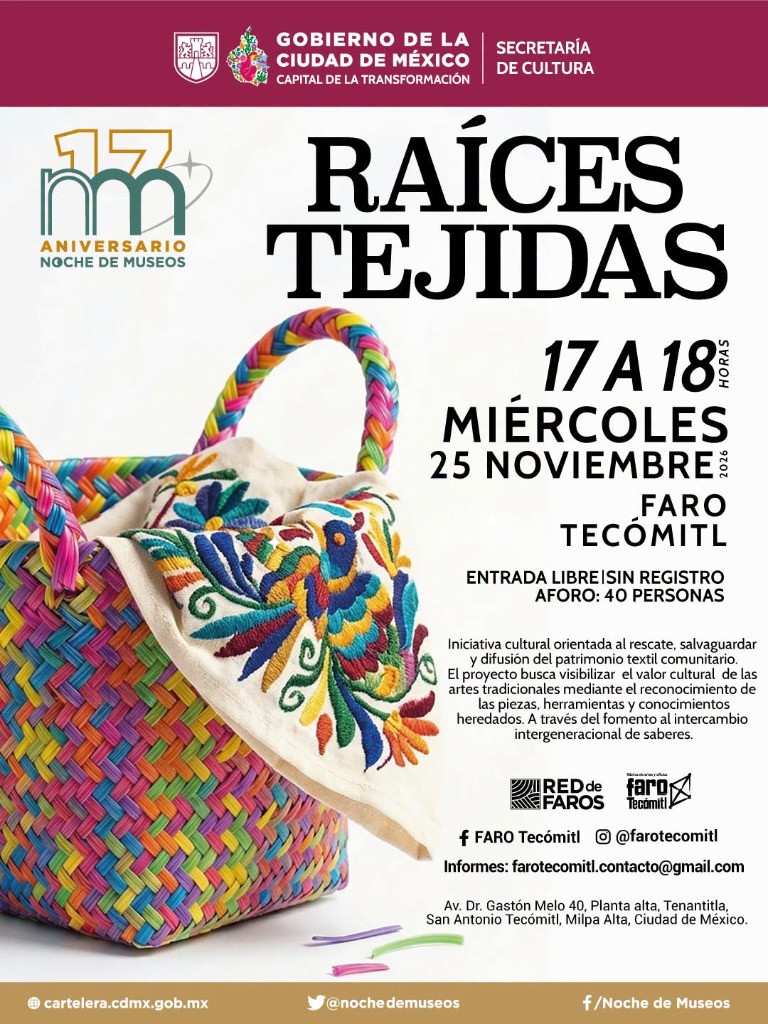 GOBIERNO DE LA
CIUDAD DE MÉXICO
CAPITAL DE LA TRANSFORMACIÓN
SECRETARÍA
DE CULTURA
17
nm
ANIVERSARIO
NOCHE DE MUSEOS
RAÍCES
TEJIDAS
17 A 18 HORAS
MIÉRCOLES
25 NOVIEMBRE 2026
FARO
TECÓMITL
ENTRADA LIBRE|SIN REGISTRO
AFORO: 40 PERSONAS
Iniciativa cultural orientada al rescate, salvaguardar
y difusión del patrimonio textil comunitario.
El proyecto busca visibilizar el valor cultural de las
artes tradicionales mediante el reconocimiento de
las piezas, herramientas y conocimientos
heredados. A través del fomento al intercambio
intergeneracional de saberes.
RED de
FAROS
faro
Tecómitl
FARO Tecómitl @farotecomitl
Informes: farotecomitl.contacto@gmail.com
Av. Dr. Gastón Melo 40, Planta alta, Tenantitla,
San Antonio Tecómitl, Milpa Alta, Ciudad de México.
cartelera.cdmx.gob.mx @nochedemuseos /Noche de Museos